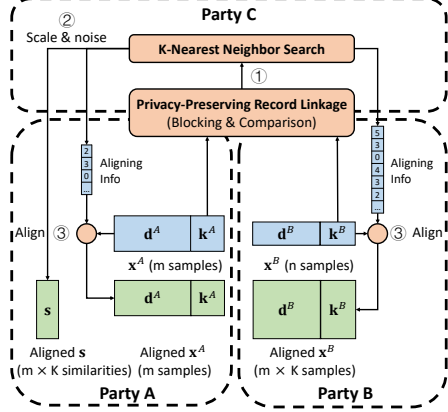 Party C
②
Scale & noise
K-Nearest Neighbor Search
①
Privacy-Preserving Record Linkage
(Blocking & Comparison)
2
3
0
...
Aligning
Info
5
3
0
4
3
2
...
Aligning
Info
Align ③
③ Align
d^A k^A
x^A (m samples)
d^B k^B
x^B (n samples)
s
d^A k^A
d^B k^B
Aligned s
(m × K similarities)
Aligned x^A
(m samples)
Aligned x^B
(m × K samples)
Party A
Party B